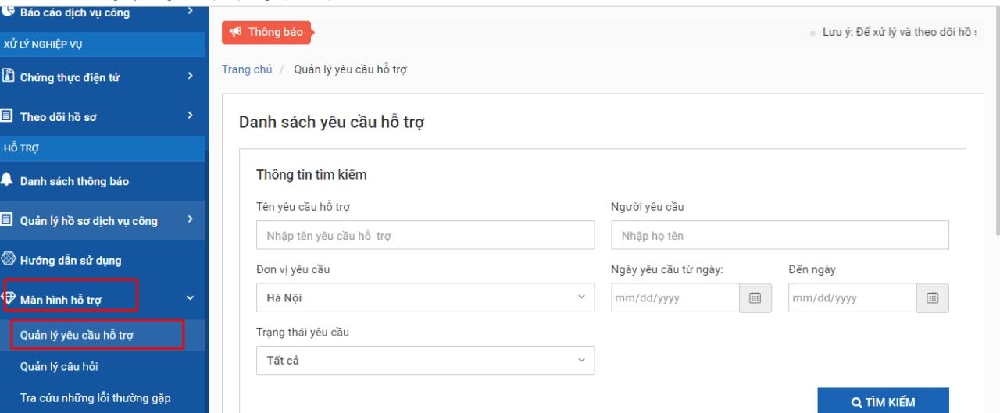 Báo cáo dịch vụ công
XỬ LÝ NGHIỆP VỤ
Chứng thực điện tử
Theo dõi hồ sơ
HỖ TRỢ
Danh sách thông báo
Quản lý hồ sơ dịch vụ công
Hướng dẫn sử dụng
Màn hình hỗ trợ
Quản lý yêu cầu hỗ trợ
Quản lý câu hỏi
Tra cứu những lỗi thường gặp
Thông báo
Lưu ý: Để xử lý và theo dõi hồ
Trang chủ / Quản lý yêu cầu hỗ trợ
Danh sách yêu cầu hỗ trợ
Thông tin tìm kiếm
Tên yêu cầu hỗ trợ
Nhập tên yêu cầu hỗ trợ
Người yêu cầu
Nhập họ tên
Đơn vị yêu cầu
Hà Nội
Ngày yêu cầu từ ngày:
mm/dd/yyyy
Đến ngày
mm/dd/yyyy
Trạng thái yêu cầu
Tất cả
TÌM KIẾM